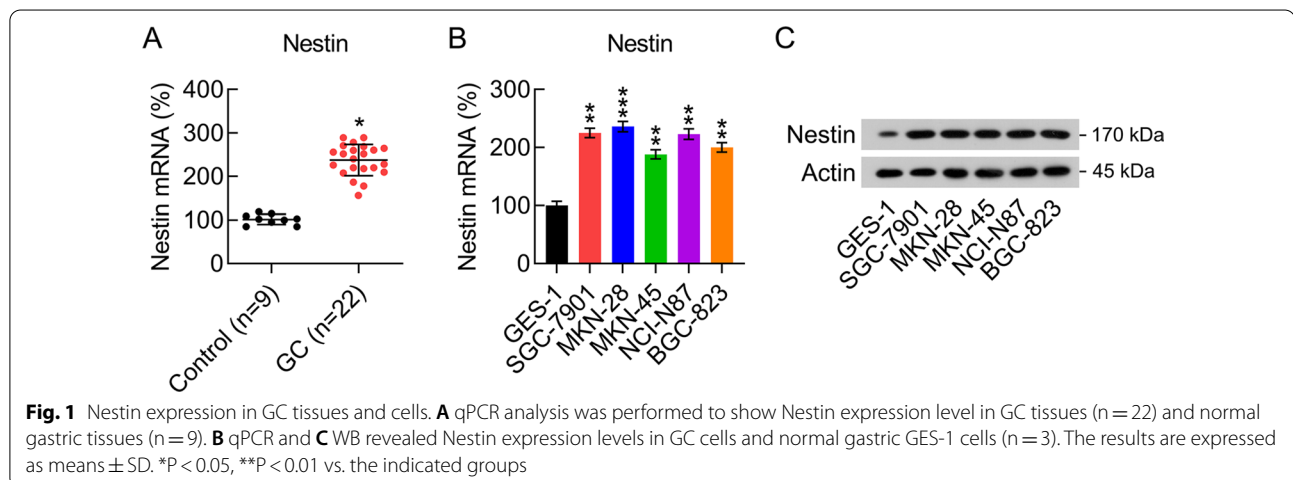 A
Nestin
Nestin mRNA (%)
400
300
200
100
0
*
Control (n=9)
GC (n=22)
B
Nestin
Nestin mRNA (%)
300
200
100
0
**
***
**
**
**
GES-1
SGC-7901
MKN-28
MKN-45
NCI-N87
BGC-823
C
Nestin - 170 kDa
Actin - 45 kDa
GES-1
SGC-7901
MKN-28
MKN-45
NCI-N87
BGC-823
Fig. 1 Nestin expression in GC tissues and cells. A qPCR analysis was performed to show Nestin expression level in GC tissues (n = 22) and normal
gastric tissues (n = 9). B qPCR and C WB revealed Nestin expression levels in GC cells and normal gastric GES-1 cells (n = 3). The results are expressed
as means ± SD. *P < 0.05, **P < 0.01 vs. the indicated groups